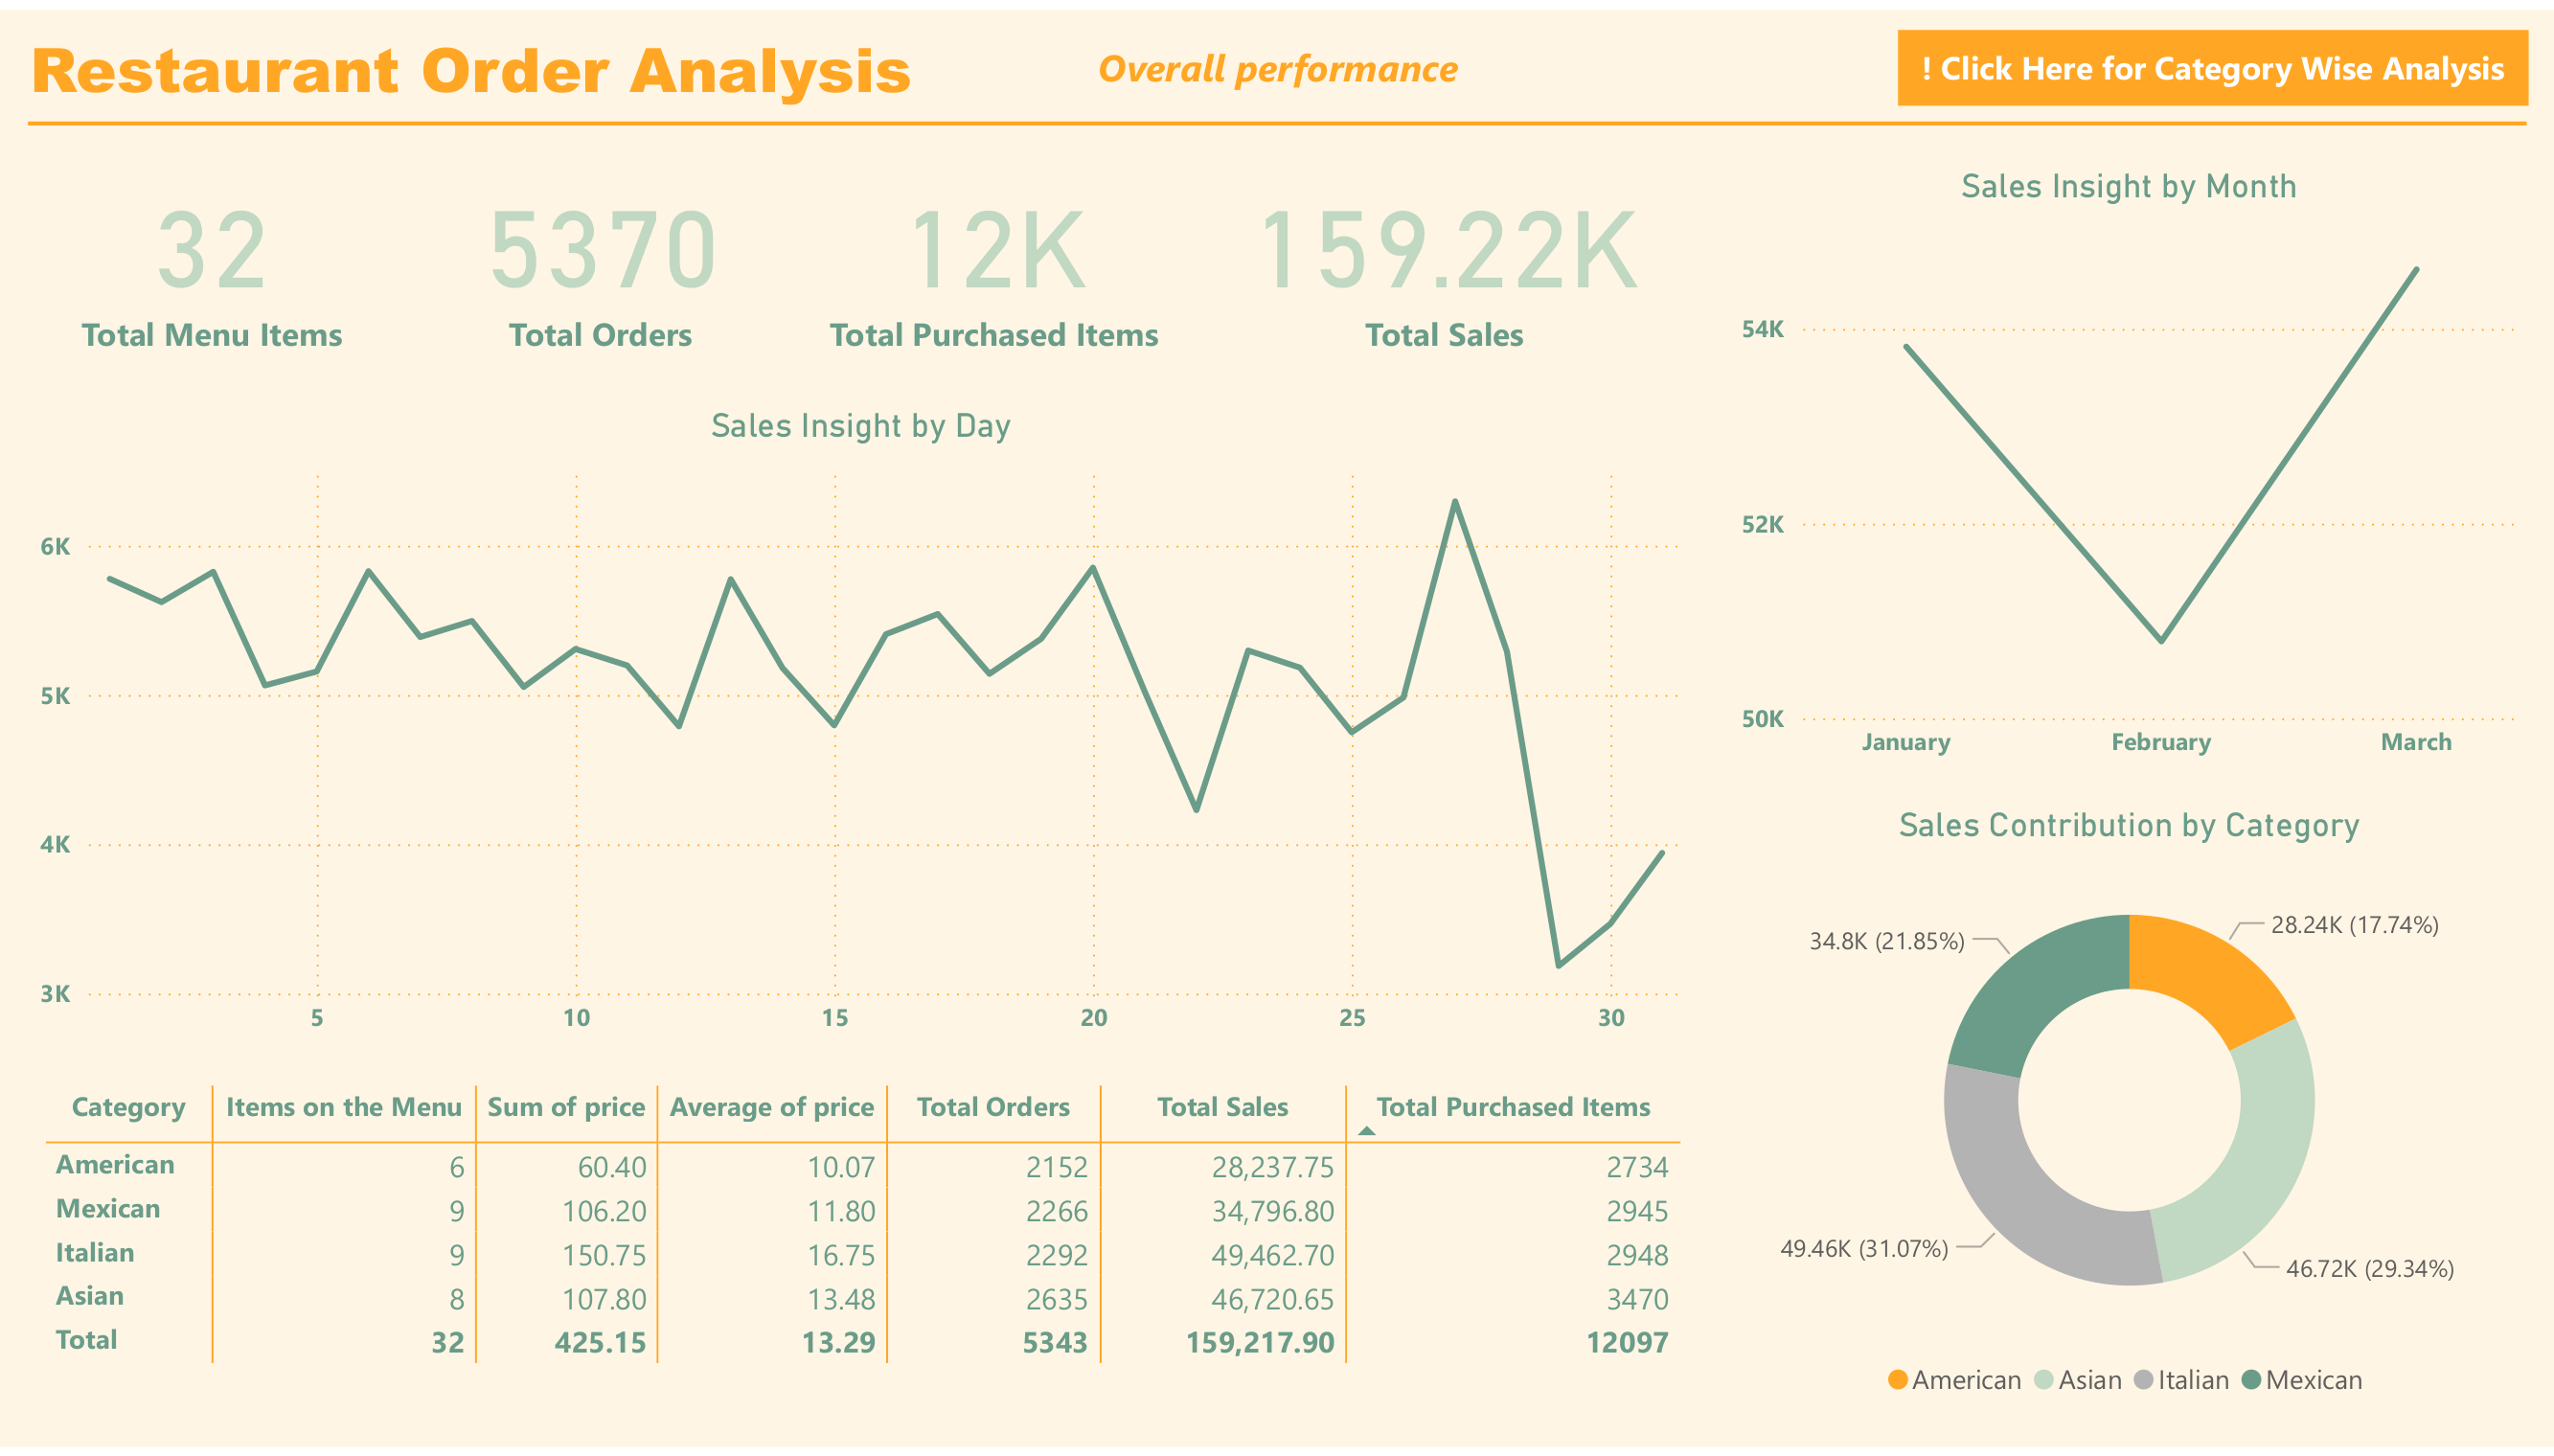 Restaurant Order Analysis
Overall performance
! Click Here for Category Wise Analysis
32
Total Menu Items
5370
Total Orders
12K
Total Purchased Items
159.22K
Total Sales
Sales Insight by Day
6K
5K
4K
3K
5 10 15 20 25 30
Sales Insight by Month
54K
52K
50K
January February March
Category Items on the Menu Sum of price Average of price Total Orders Total Sales Total Purchased Items
American 6 60.40 10.07 2152 28,237.75 2734
Mexican 9 106.20 11.80 2266 34,796.80 2945
Italian 9 150.75 16.75 2292 49,462.70 2948
Asian 8 107.80 13.48 2635 46,720.65 3470
Total 32 425.15 13.29 5343 159,217.90 12097
Sales Contribution by Category
28.24K (17.74%)
34.8K (21.85%)
49.46K (31.07%)
46.72K (29.34%)
American Asian Italian Mexican